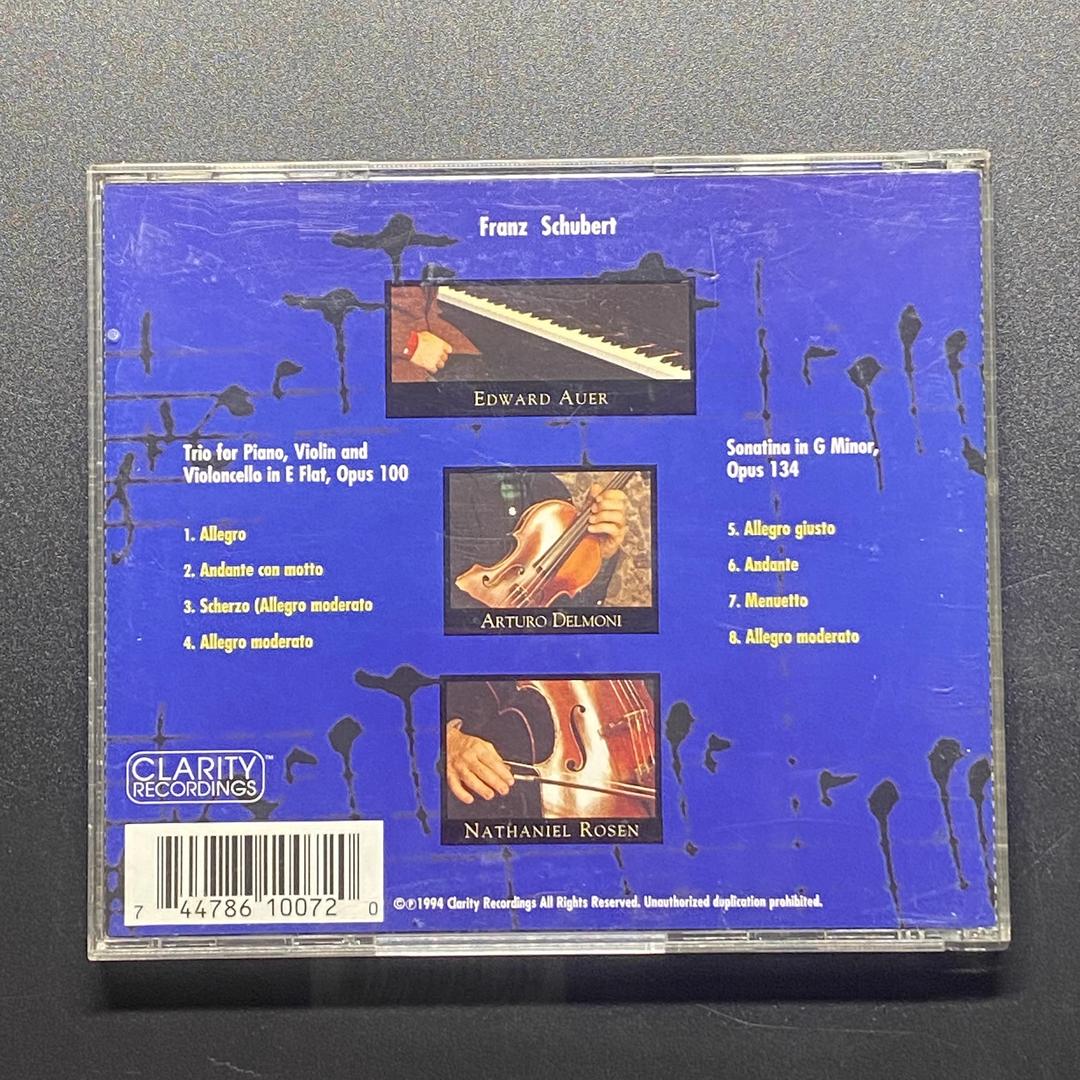 Franz Schubert
EDWARD AUER
Trio for Piano, Violin and
Violoncello in E Flat, Opus 100
1. Allegro
2. Andante con motto
3. Scherzo (Allegro moderato
4. Allegro moderato
Sonatina in G Minor,
Opus 134
5. Allegro giusto
6. Andante
7. Menuetto
8. Allegro moderato
ARTURO DELMONI
NATHANIEL ROSEN
CLARITY™
RECORDINGS
7 44786 10072 0
©℗1994 Clarity Recordings All Rights Reserved. Unauthorized duplication prohibited.